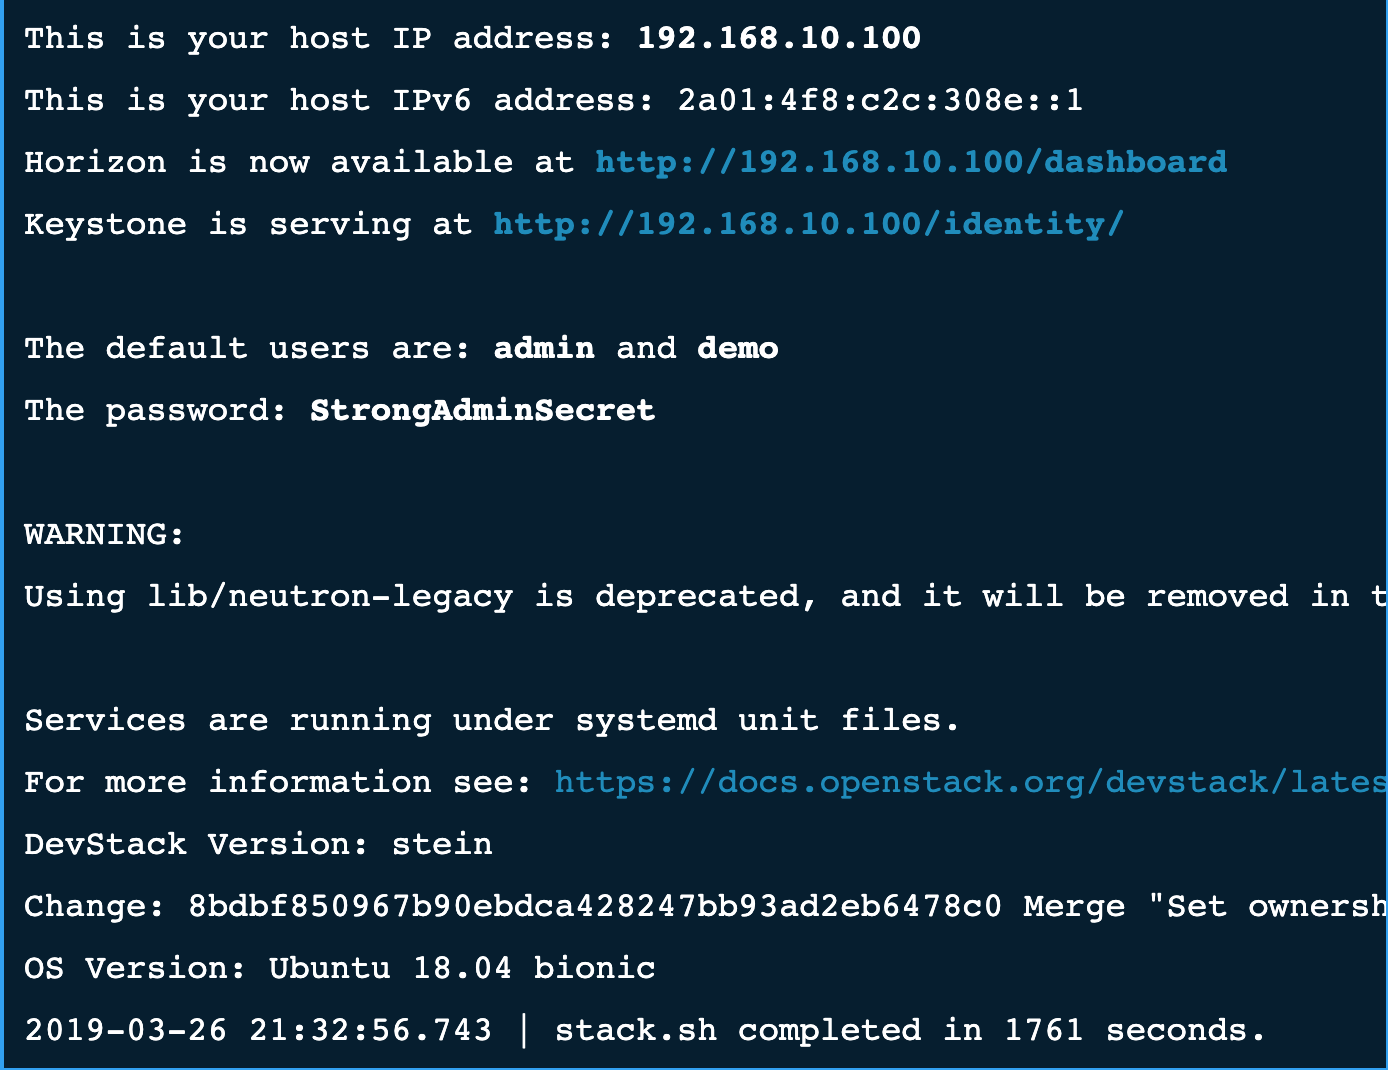 This is your host IP address: 192.168.10.100
This is your host IPv6 address: 2a01:4f8:c2c:308e::1
Horizon is now available at http://192.168.10.100/dashboard
Keystone is serving at http://192.168.10.100/identity/
The default users are: admin and demo
The password: StrongAdminSecret
WARNING:
Using lib/neutron-legacy is deprecated, and it will be removed in t
Services are running under systemd unit files.
For more information see: https://docs.openstack.org/devstack/lates
DevStack Version: stein
Change: 8bdbf850967b90ebdca428247bb93ad2eb6478c0 Merge "Set ownersh
OS Version: Ubuntu 18.04 bionic
2019-03-26 21:32:56.743 | stack.sh completed in 1761 seconds.